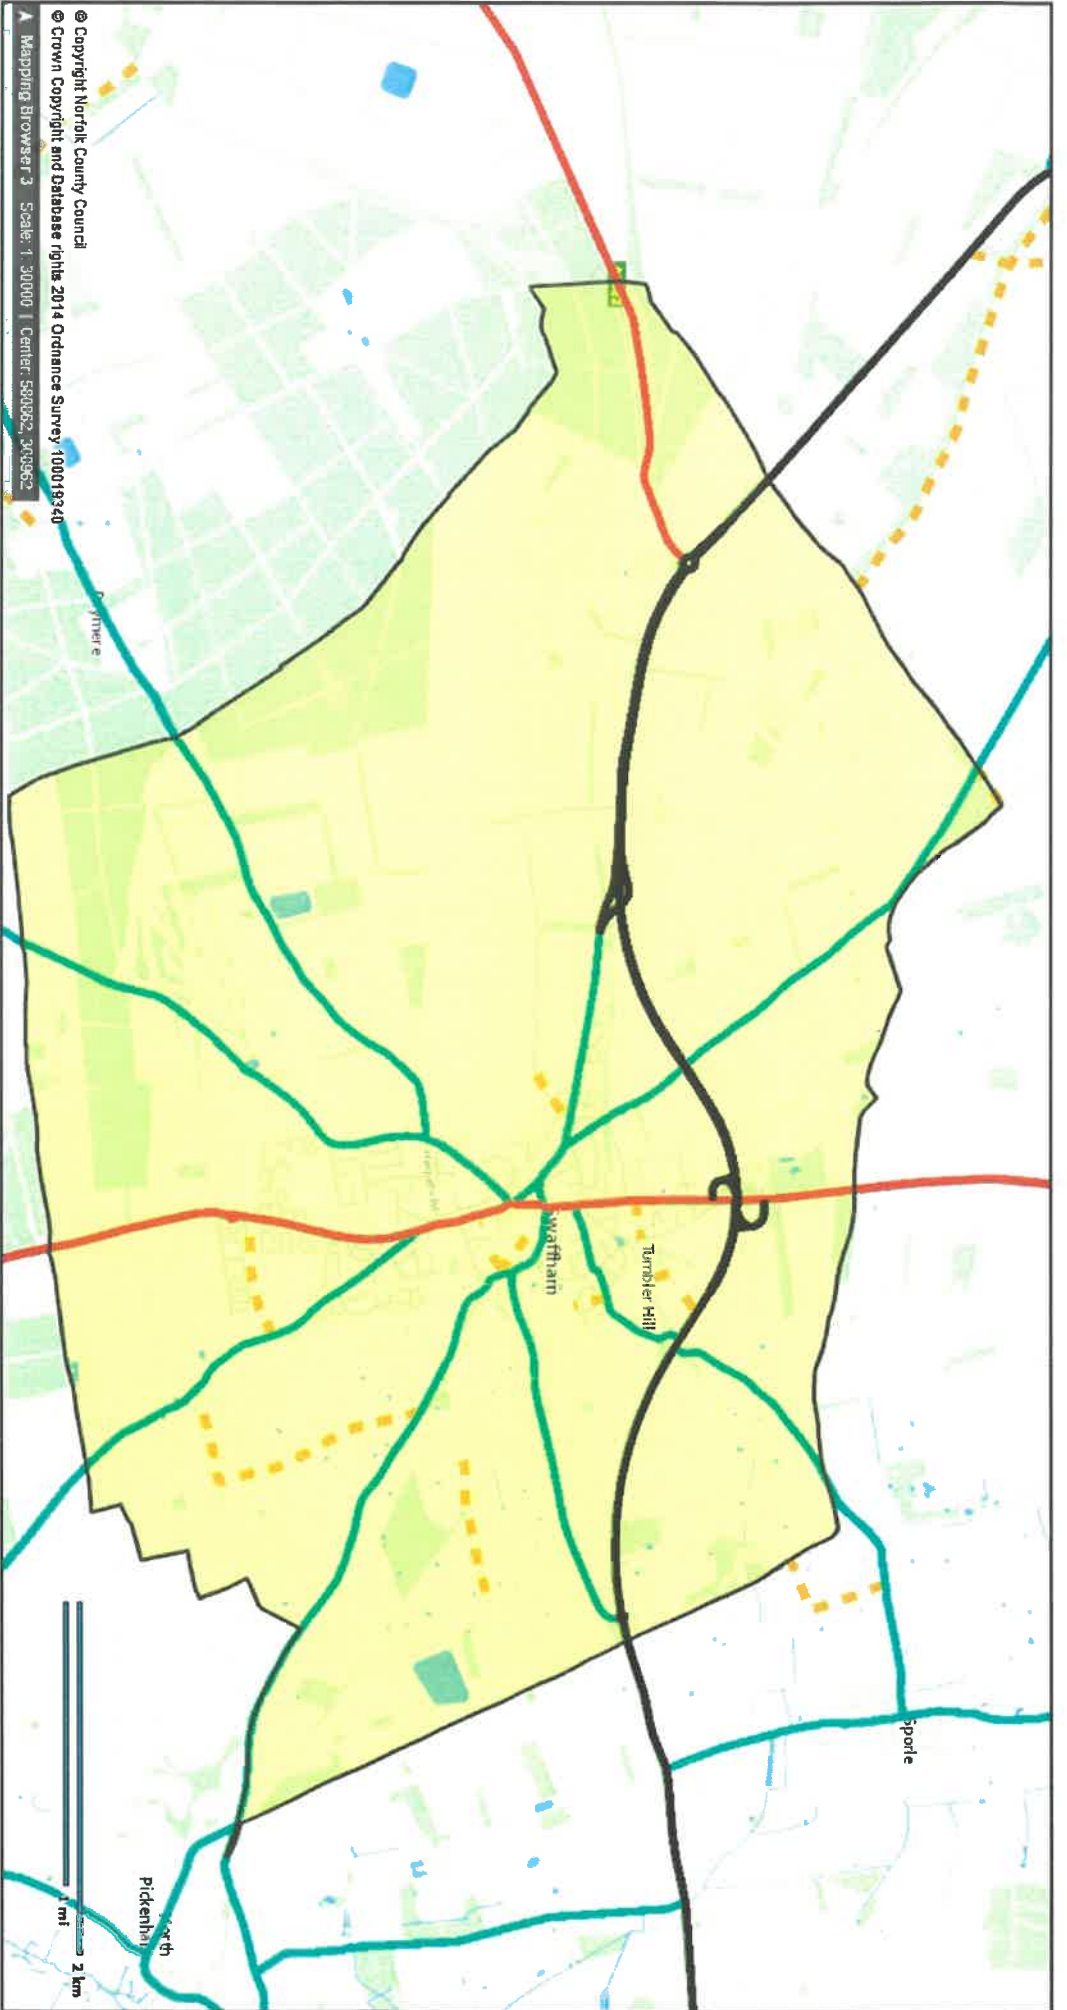 Swaffham
Tumbler Hill
Sporle
North
Pickenham
1 mi
2 km
© Copyright Norfolk County Council
© Crown Copyright and Database rights 2014 Ordnance Survey 100019340
Mapping Browser 3 Scale: 1: 30000 | Center: 580862,